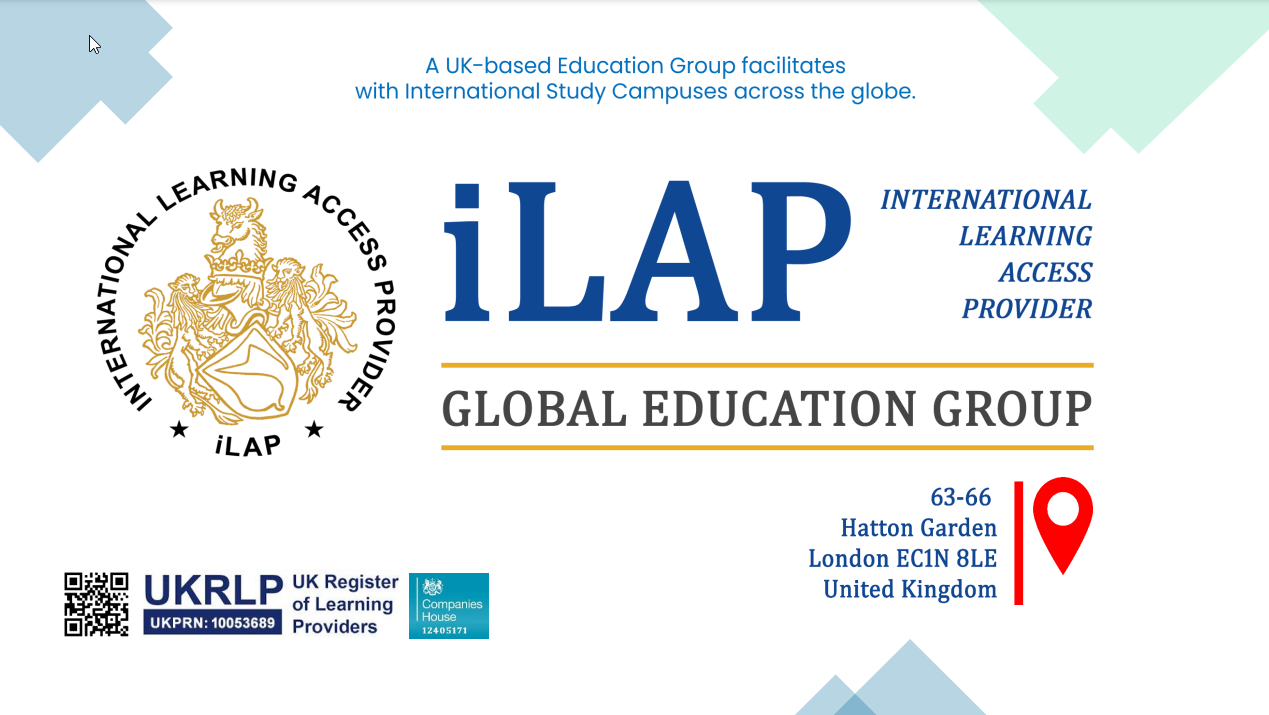 A UK-based Education Group facilitates
with International Study Campuses across the globe.
INTERNATIONAL LEARNING ACCESS PROVIDER
★ iLAP ★
iLAP
INTERNATIONAL
LEARNING
ACCESS
PROVIDER
GLOBAL EDUCATION GROUP
63-66
Hatton Garden
London EC1N 8LE
United Kingdom
UKRLP
UKPRN: 10053689
UK Register
of Learning
Providers
Companies
House
12405171